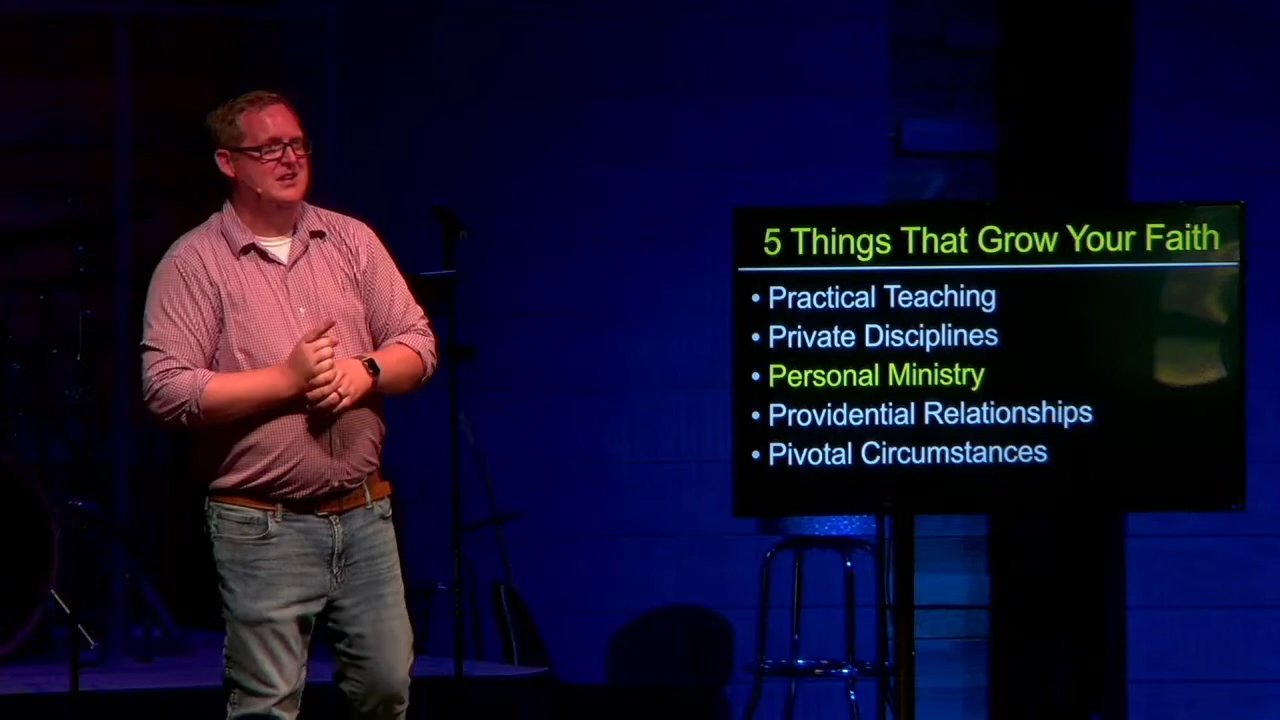 5 Things That Grow Your Faith
• Practical Teaching
• Private Disciplines
• Personal Ministry
• Providential Relationships
• Pivotal Circumstances